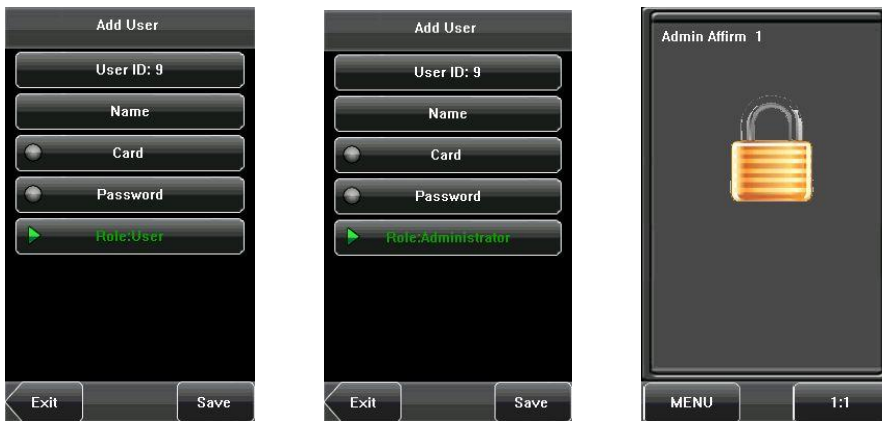 Add User
User ID: 9
Name
Card
Password
Role:User
Exit
Save
Add User
User ID: 9
Name
Card
Password
Role:Administrator
Exit
Save
Admin Affirm 1
MENU
1:1